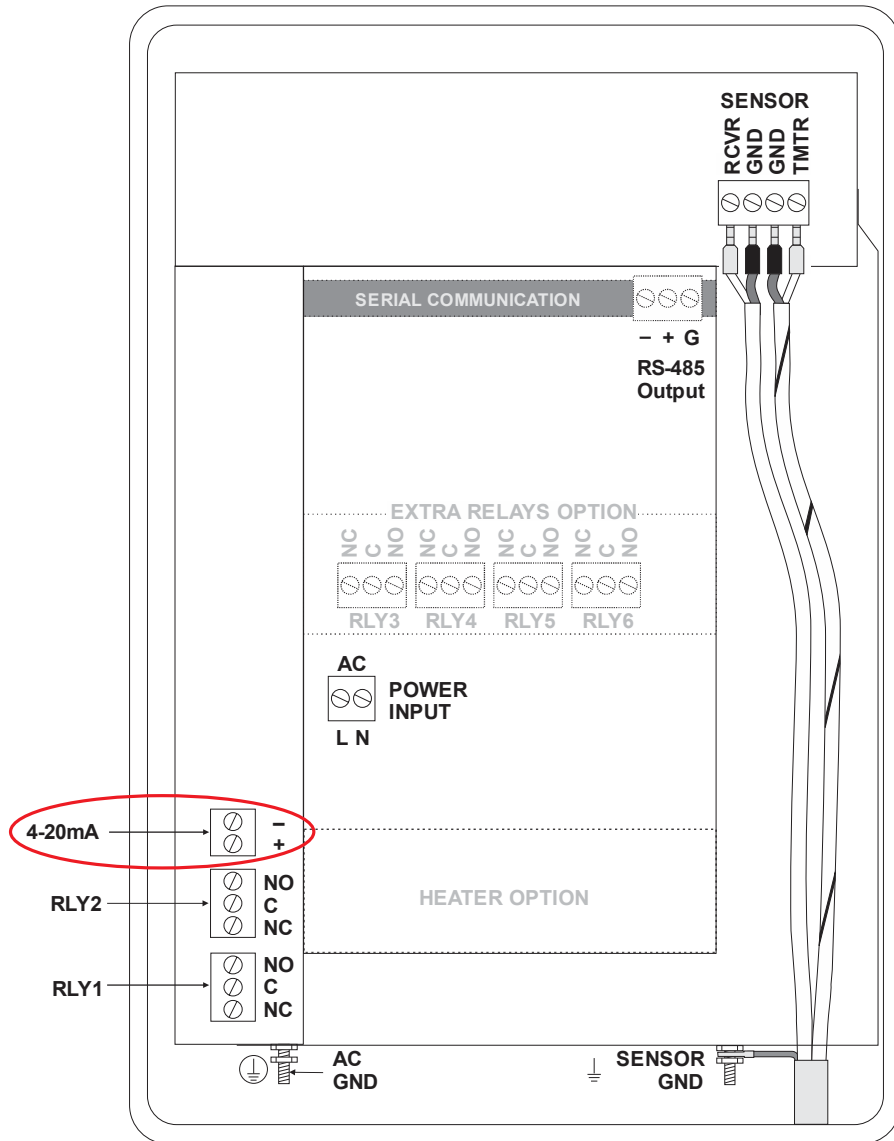 SENSOR
RCVR
GND
GND
TMTR
SERIAL COMMUNICATION
– + G
RS-485
Output
EXTRA RELAYS OPTION
NC C NO NC C NO NC C NO NC C NO
RLY3 RLY4 RLY5 RLY6
AC
POWER
INPUT
L N
4-20mA
–
+
HEATER OPTION
RLY2
NO
C
NC
RLY1
NO
C
NC
AC
GND
SENSOR
GND